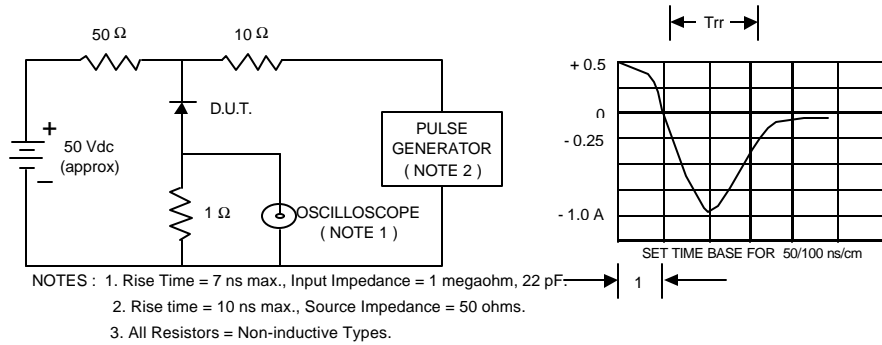 50 Ω
10 Ω
+
50 Vdc
(approx)
−
D.U.T.
1 Ω
OSCILLOSCOPE
( NOTE 1 )
PULSE
GENERATOR
( NOTE 2 )
Trr
+ 0.5
0
- 0.25
- 1.0 A
SET TIME BASE FOR 50/100 ns/cm
1
NOTES : 1. Rise Time = 7 ns max., Input Impedance = 1 megaohm, 22 pF.
2. Rise time = 10 ns max., Source Impedance = 50 ohms.
3. All Resistors = Non-inductive Types.